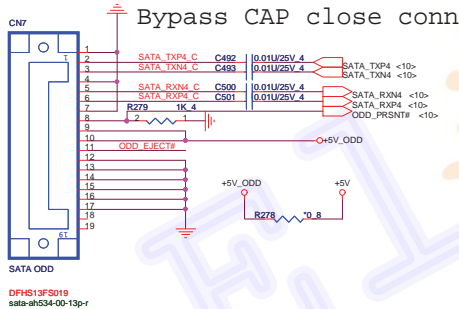 Bypass CAP close conn
CN7
1
1
2 SATA_TXP4_C C492 0.01U/25V_4 SATA_TXP4 <10>
3 SATA_TXN4_C C493 0.01U/25V_4 SATA_TXN4 <10>
4
5 SATA_RXN4_C C500 0.01U/25V_4 SATA_RXN4 <10>
6 SATA_RXP4_C C501 0.01U/25V_4 SATA_RXP4 <10>
7 R279 1K_4 ODD_PRSNT# <10>
8 2 1
9
10 +5V_ODD
11 ODD_EJECT#
12
13
14
15
16
17
18
19
19
+5V_ODD +5V
R278 *0_8
SATA ODD
DFHS13FS019
sata-ah534-00-13p-r